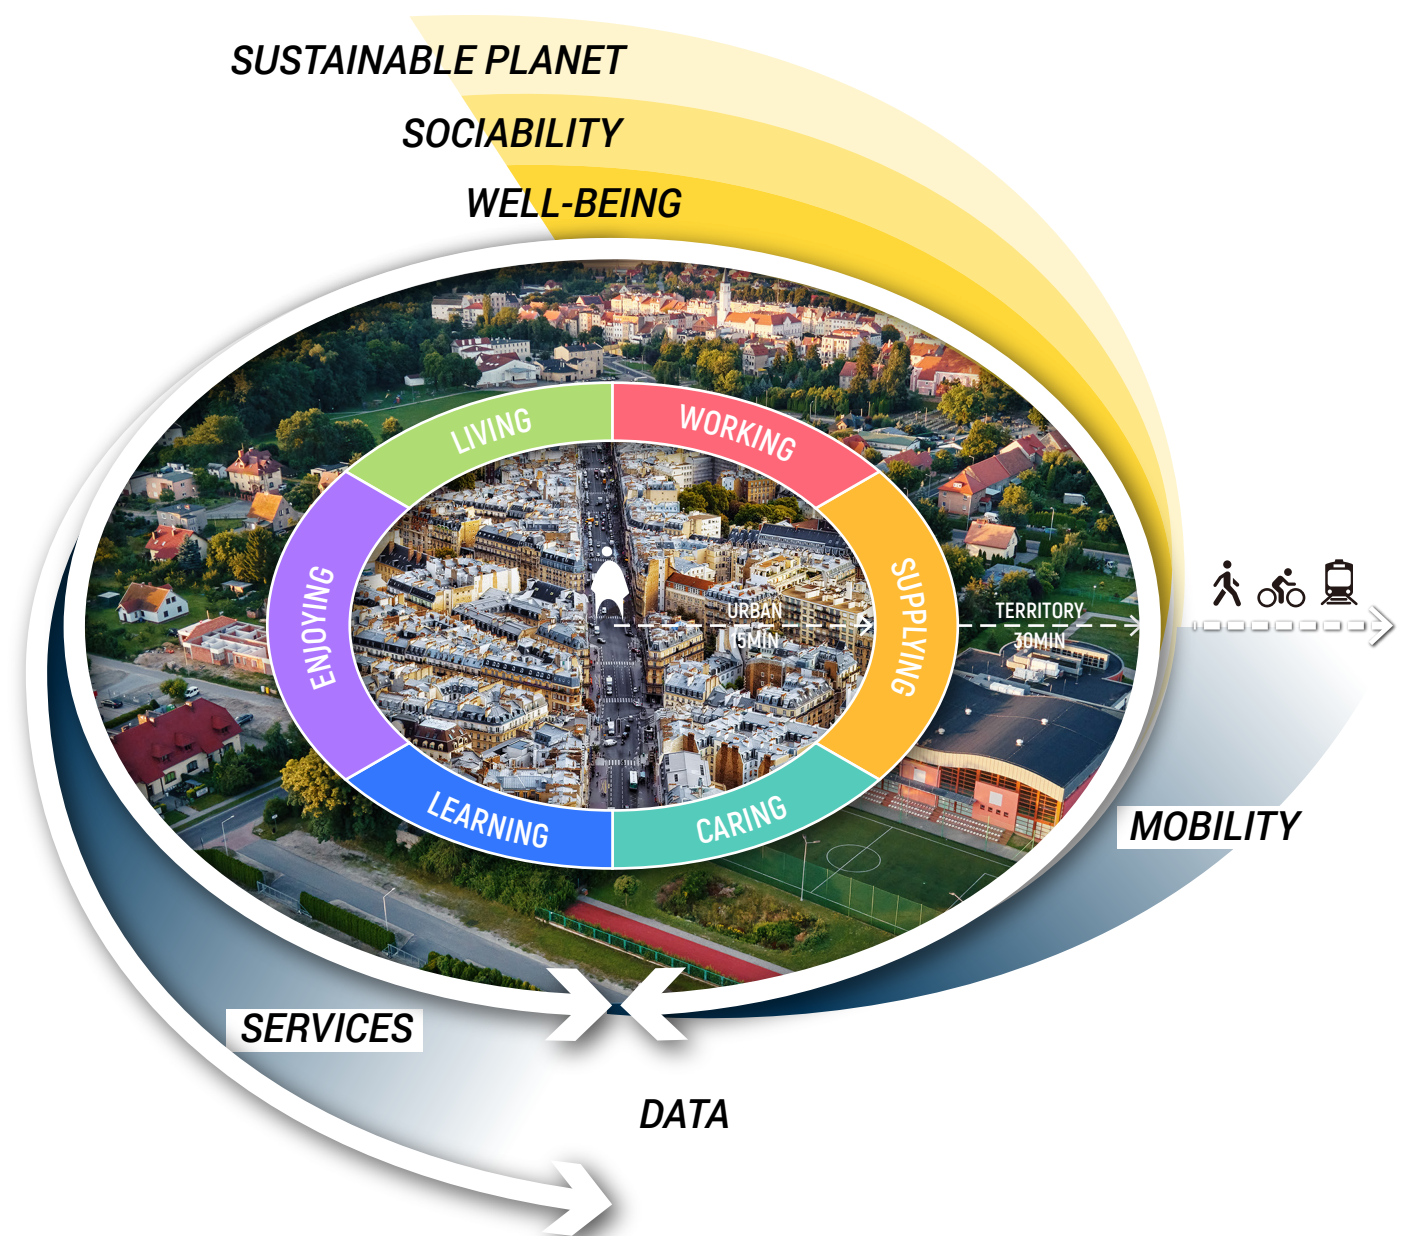 SUSTAINABLE PLANET
SOCIABILITY
WELL-BEING
LIVING
WORKING
ENJOYING
SUPPLYING
URBAN
15MIN
TERRITORY
30MIN
LEARNING
CARING
MOBILITY
SERVICES
DATA